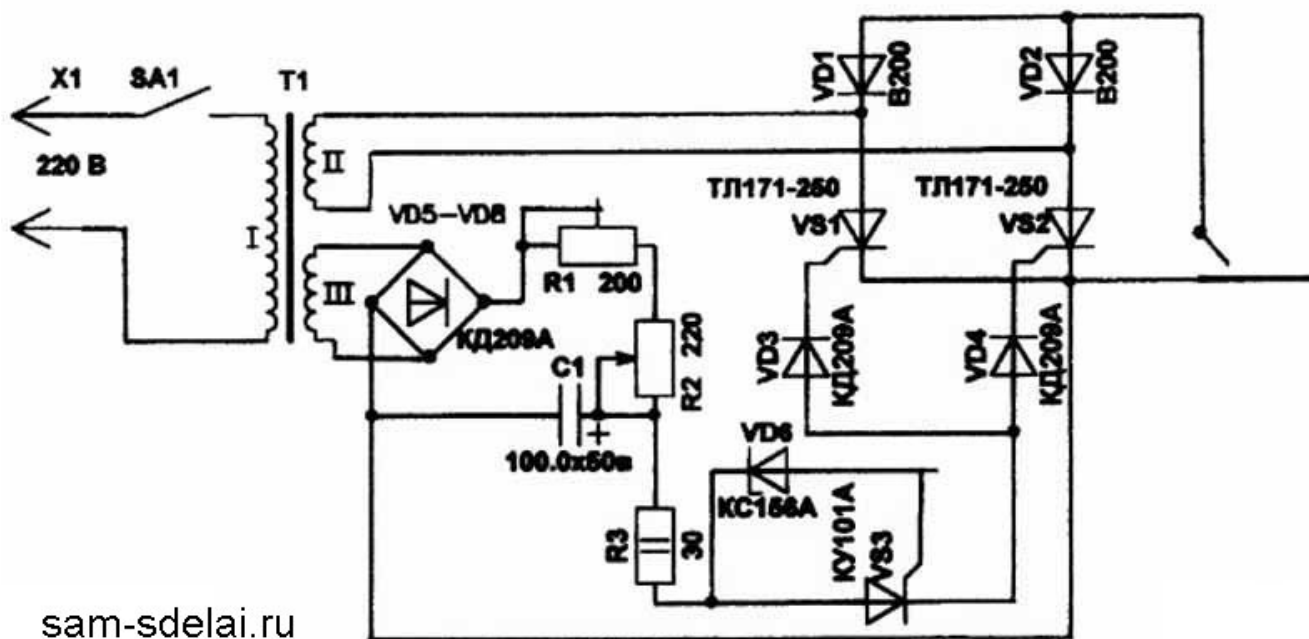 X1
SA1
T1
220 В
I
II
III
VD1
В200
VD2
В200
ТЛ171-250
VS1
ТЛ171-250
VS2
VD5–VD8
КД209А
R1 200
R2 220
C1
+
100.0х50в
VD3
КД209А
VD4
КД209А
VD6
КС156А
КУ101А
VS3
R3
30
sam-sdelai.ru